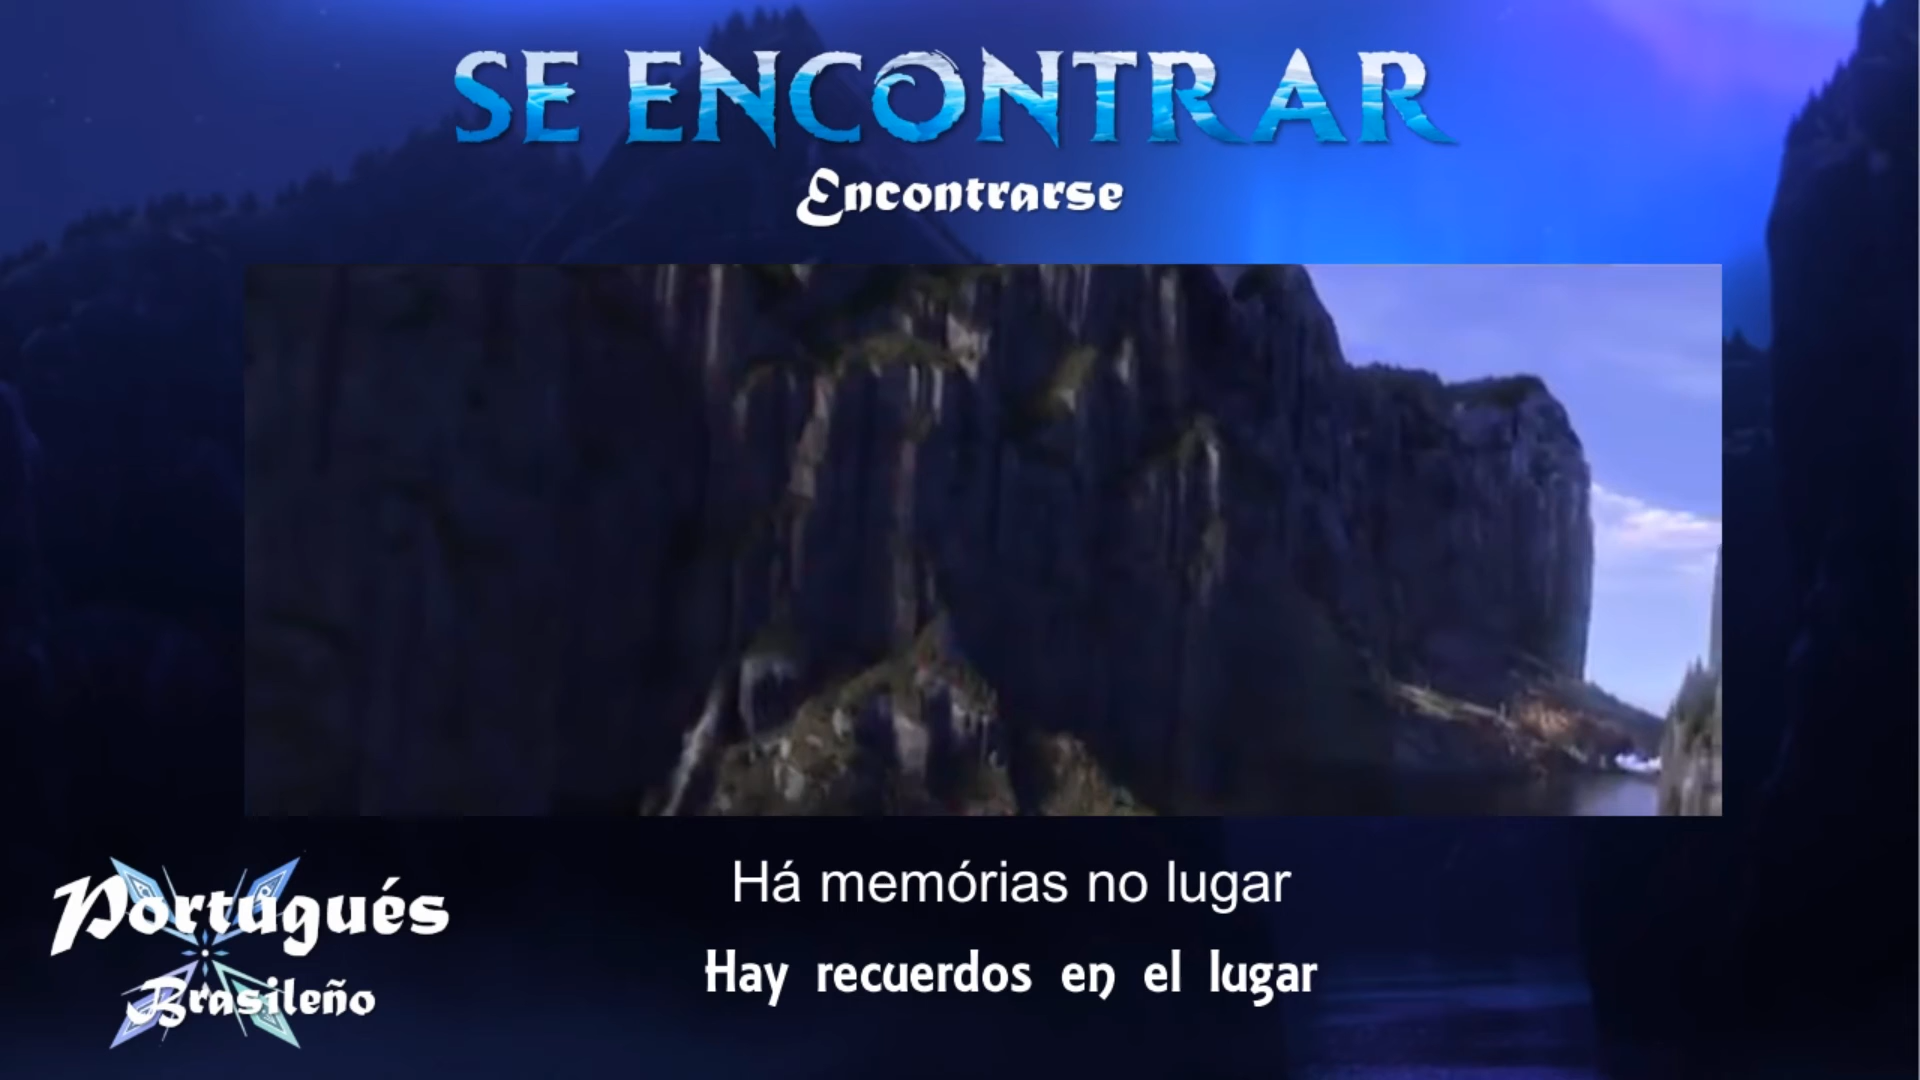 SE ENCONTRAR
Encontrarse
Há memórias no lugar
Hay recuerdos en el lugar
Portugués
Brasileño